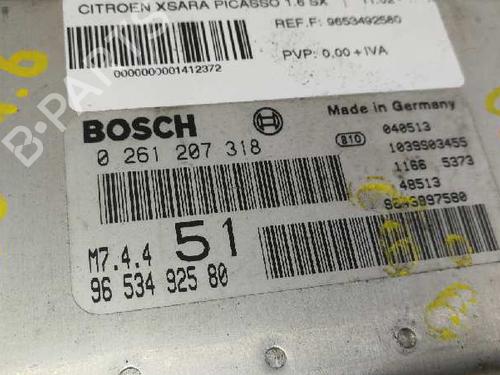 CITROEN XSARA PICASSO 1.6 SX
REF.F: 9653492580
0000000001412372
PVP: 0.00 + IVA
B-PARTS
BOSCH
Made in Germany
0 261 207 318
810
040513
1039S03455
1166 5373
48513
M7.4.4 51
96 534 925 80